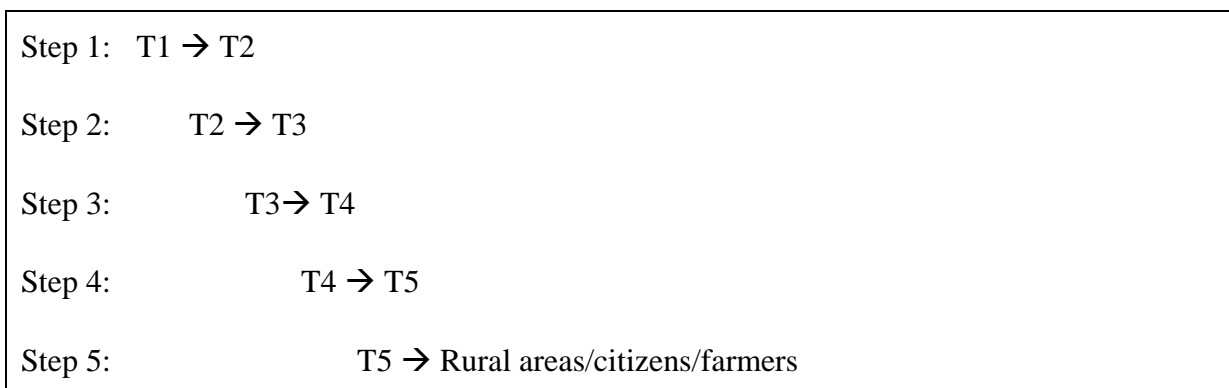 Step 1: T1 → T2
Step 2: T2 → T3
Step 3: T3→ T4
Step 4: T4 → T5
Step 5: T5 → Rural areas/citizens/farmers